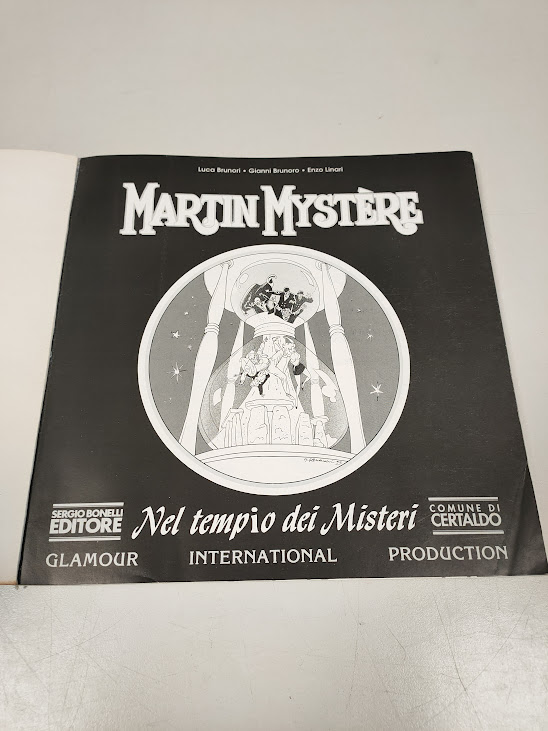 Luca Brunori • Gianni Brunoro • Enzo Linari
MARTIN MYSTÈRE
SERGIO BONELLI
EDITORE
Nel tempio dei Misteri
COMUNE DI
CERTALDO
GLAMOUR INTERNATIONAL PRODUCTION